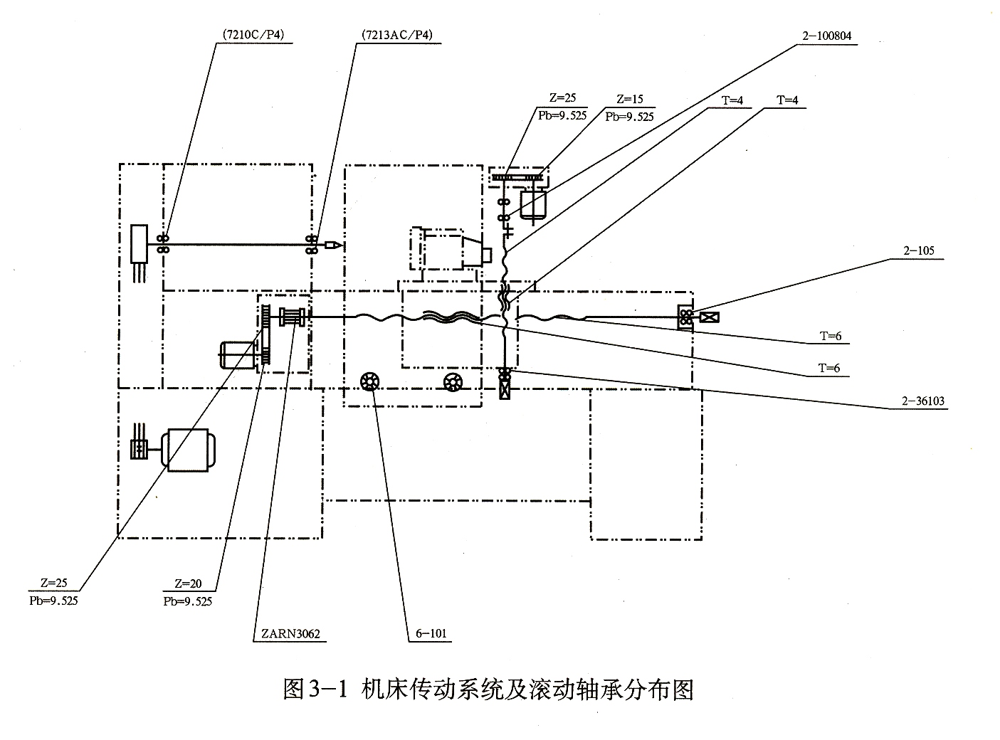 (7210C/P4)
(7213AC/P4)
2-100804
Z=25
Pb=9.525
Z=15
Pb=9.525
T=4
T=4
2-105
T=6
T=6
2-36103
Z=25
Pb=9.525
Z=20
Pb=9.525
ZARN3062
6-101
图3-1 机床传动系统及滚动轴承分布图